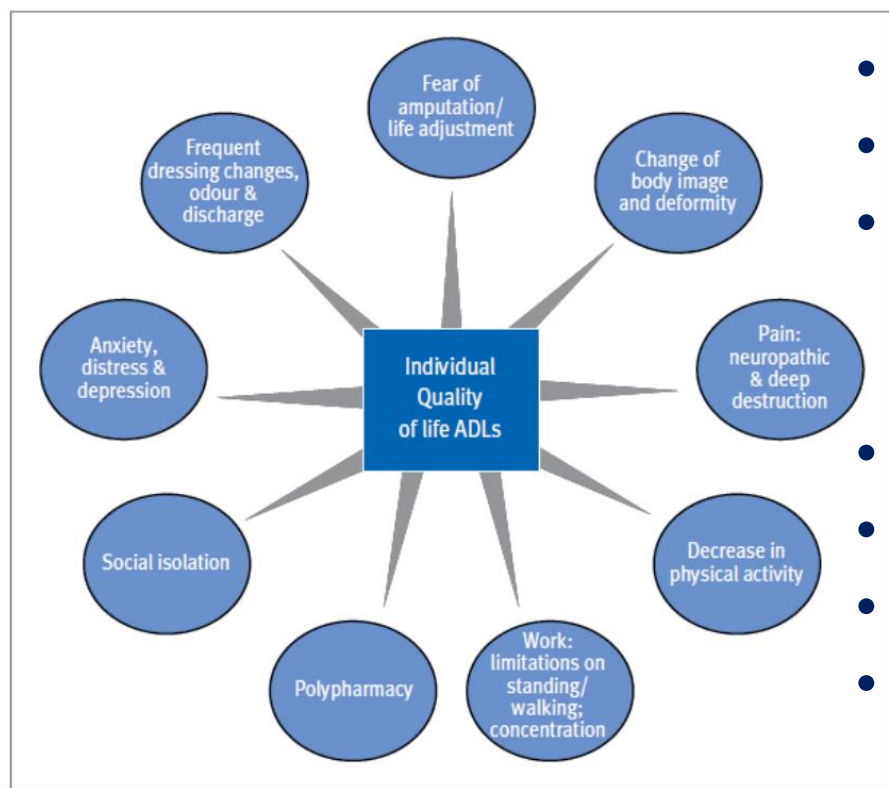 Fear of
amputation/
life adjustment
Frequent
dressing changes,
odour &
discharge
Change of
body image
and deformity
Anxiety,
distress &
depression
Individual
Quality
of life ADLs
Pain:
neuropathic
& deep
destruction
Social isolation
Decrease in
physical activity
Polypharmacy
Work:
limitations on
standing/
walking;
concentration